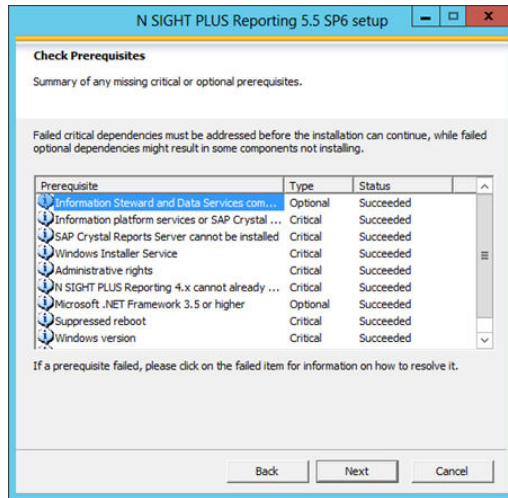 N SIGHT PLUS Reporting 5.5 SP6 setup
Check Prerequisites
Summary of any missing critical or optional prerequisites.
Failed critical dependencies must be addressed before the installation can continue, while failed
optional dependencies might result in some components not installing.
Prerequisite Type Status
Information Steward and Data Services com... Optional Succeeded
Information platform services or SAP Crystal ... Critical Succeeded
SAP Crystal Reports Server cannot be installed Critical Succeeded
Windows Installer Service Critical Succeeded
Administrative rights Critical Succeeded
N SIGHT PLUS Reporting 4.x cannot already ... Critical Succeeded
Microsoft .NET Framework 3.5 or higher Optional Succeeded
Suppressed reboot Critical Succeeded
Windows version Critical Succeeded
If a prerequisite failed, please click on the failed item for information on how to resolve it.
Back Next Cancel